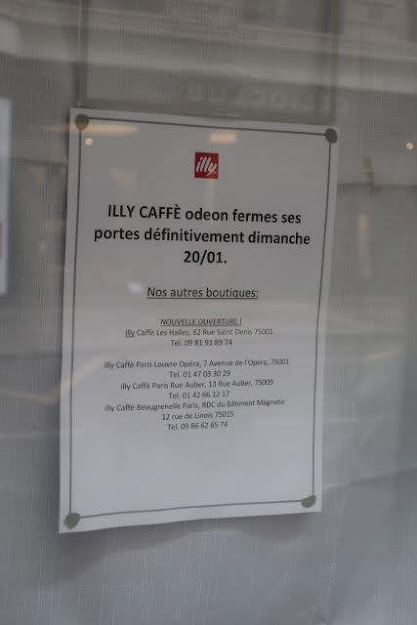 illy
ILLY CAFFÈ odeon fermes ses
portes définitivement dimanche
20/01.
Nos autres boutiques:
NOUVELLE OUVERTURE !
Illy Caffè Les Halles, 62 Rue Saint Denis 75001
Tel. 09 81 91 89 74
illy Caffè Paris Louvre Opéra, 7 Avenue de l'Opéra, 75001
Tel. 01 47 03 30 29
illy Caffè Paris Rue Auber, 13 Rue Auber, 75009
Tel. 01 42 66 12 17
illy Caffè Beaugrenelle Paris, RDC du Bâtiment Magnetic
12 rue de Linois 75015
Tel. 09 86 62 65 74